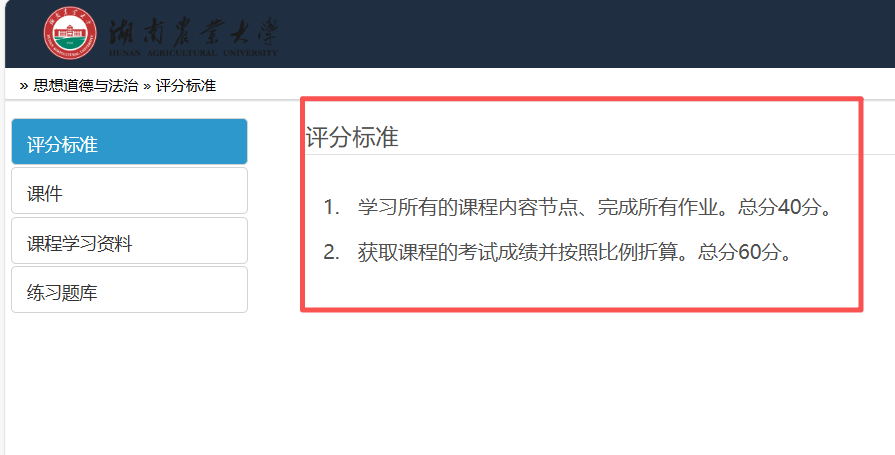 湖南农业大学
HUNAN AGRICULTURAL UNIVERSITY
» 思想道德与法治 » 评分标准
评分标准
课件
课程学习资料
练习题库
评分标准
1. 学习所有的课程内容节点、完成所有作业。总分40分。
2. 获取课程的考试成绩并按照比例折算。总分60分。